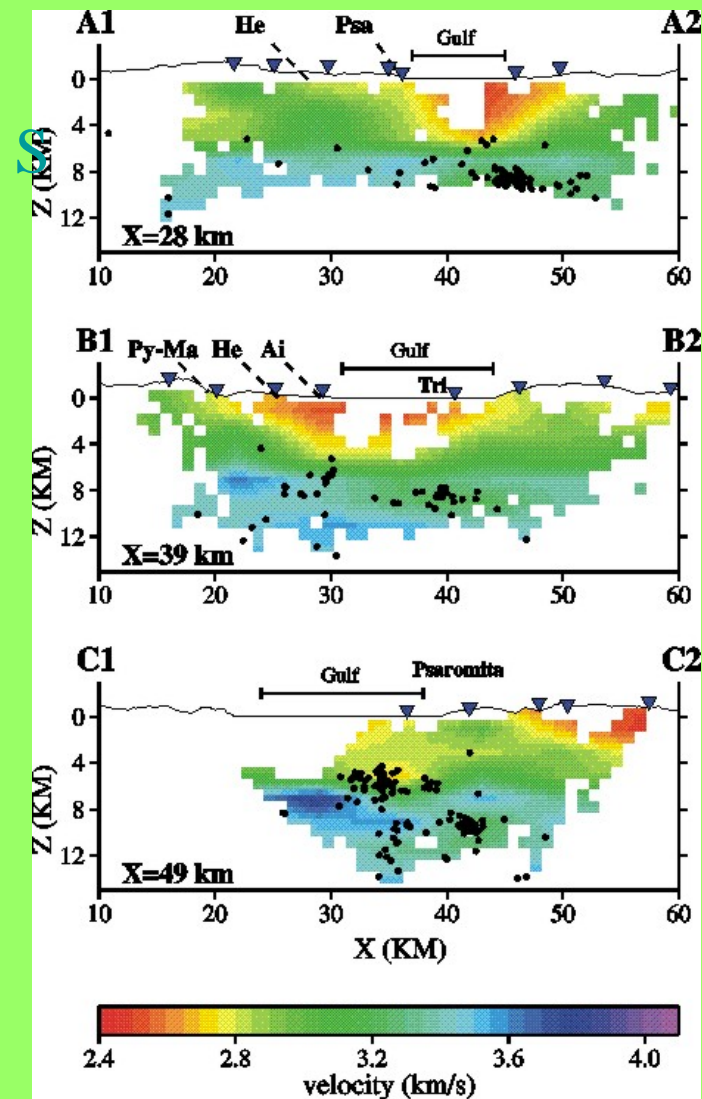 A1 He Psa Gulf A2
S
Z (KM)
0
4
8
12
X=28 km
10 20 30 40 50 60
B1 Py-Ma He Ai Gulf Tri B2
Z (KM)
0
4
8
12
X=39 km
10 20 30 40 50 60
C1 Gulf Psaromita C2
Z (KM)
0
4
8
12
X=49 km
10 20 30 40 50 60
X (KM)
2.4 2.8 3.2 3.6 4.0
velocity (km/s)